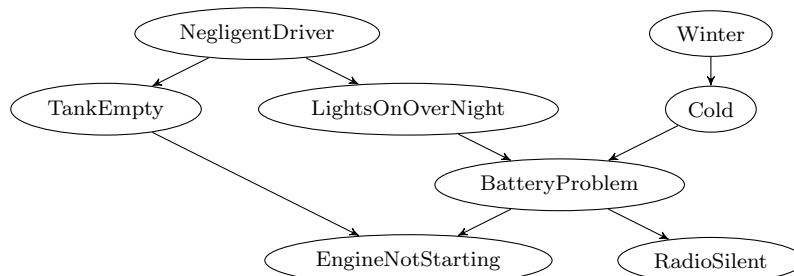 NegligentDriver
Winter
TankEmpty
LightsOnOverNight
Cold
BatteryProblem
EngineNotStarting
RadioSilent